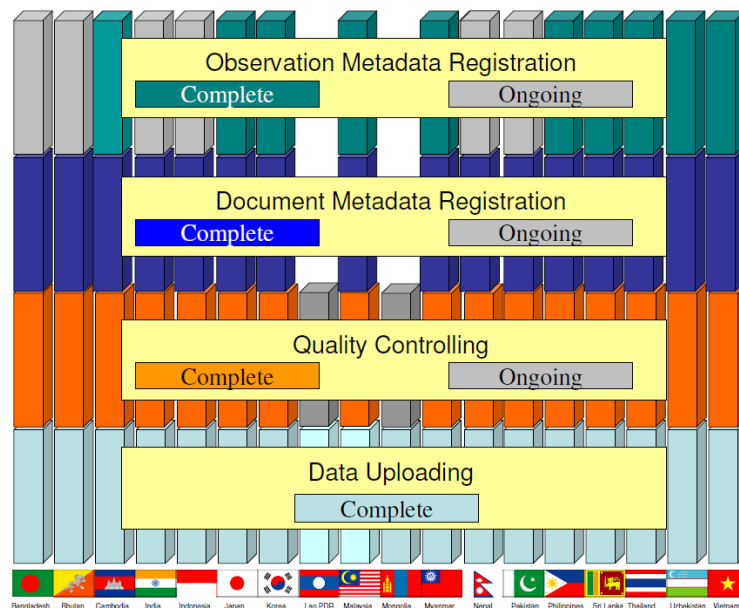 Observation Metadata Registration
Complete Ongoing
Document Metadata Registration
Complete Ongoing
Quality Controlling
Complete Ongoing
Data Uploading
Complete
Bangladesh Bhutan Cambodia India Indonesia Japan Korea Lao PDR Malaysia Mongolia Myanmar Nepal Pakistan Philippines Sri Lanka Thailand Uzbekistan Vietnam